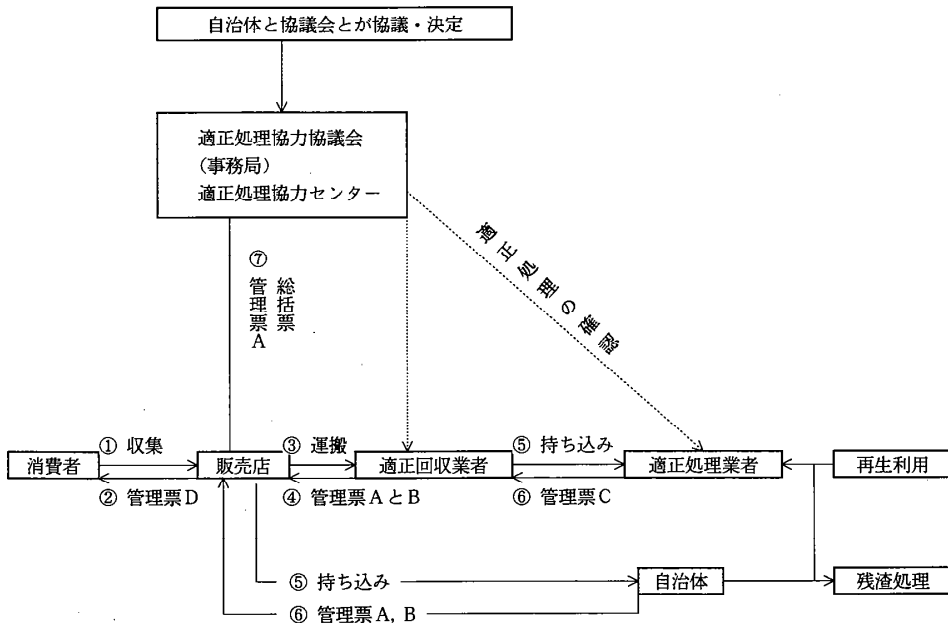 自治体と協議会とが協議・決定
適正処理協力協議会
(事務局)
適正処理協力センター
⑦
総括票
管理票A
適正処理の確認
① 収集
③ 運搬
⑤ 持ち込み
消費者
販売店
適正回収業者
適正処理業者
再生利用
② 管理票D
④ 管理票AとB
⑥ 管理票C
⑤ 持ち込み
自治体
残渣処理
⑥ 管理票A, B